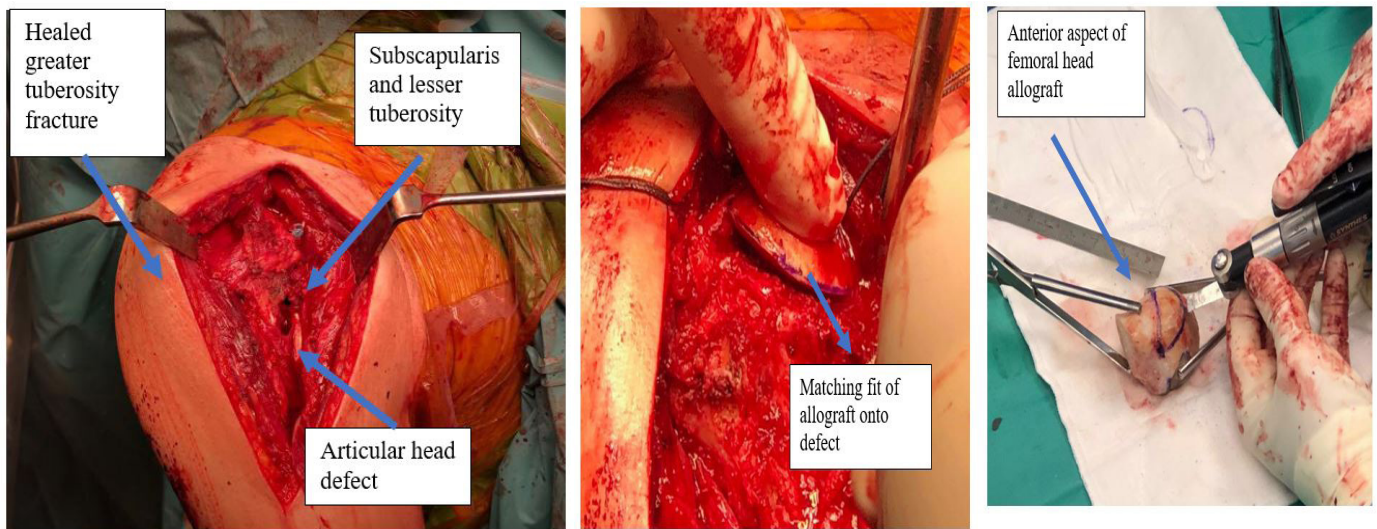 Healed
greater
tuberosity
fracture
Subscapularis
and lesser
tuberosity
Articular head
defect
Matching fit of
allograft onto
defect
Anterior aspect of
femoral head
allograft
SYNTHES